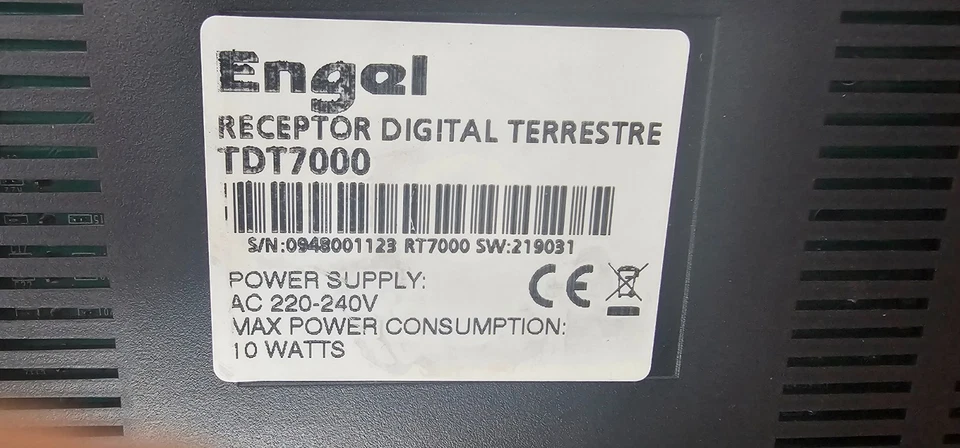 Engel
RECEPTOR DIGITAL TERRESTRE
TDT7000
S/N:0948001123 RT7000 SW:219031
POWER SUPPLY:
AC 220-240V
MAX POWER CONSUMPTION:
10 WATTS
CE